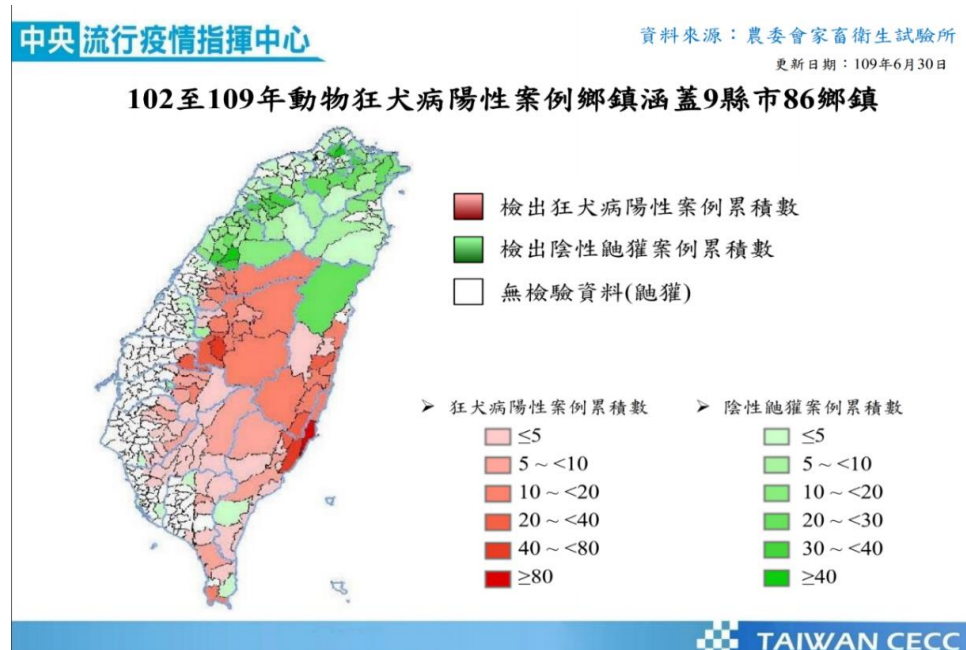 中央流行疫情指揮中心
資料來源：農委會家畜衛生試驗所
更新日期：109年6月30日
102至109年動物狂犬病陽性案例鄉鎮涵蓋9縣市86鄉鎮
檢出狂犬病陽性案例累積數
檢出陰性鼬獾案例累積數
無檢驗資料(鼬獾)
➢ 狂犬病陽性案例累積數
≤5
5 ~ <10
10 ~ <20
20 ~ <40
40 ~ <80
≥80
➢ 陰性鼬獾案例累積數
≤5
5 ~ <10
10 ~ <20
20 ~ <30
30 ~ <40
≥40
TAIWAN CECC